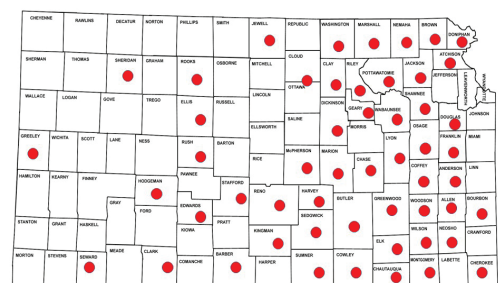 CHEYENNE RAWLINS DECATUR NORTON PHILLIPS SMITH JEWELL REPUBLIC WASHINGTON MARSHALL NEMAHA BROWN DONIPHAN
ATCHISON
SHERMAN THOMAS SHERIDAN GRAHAM ROOKS OSBORNE MITCHELL CLOUD CLAY RILEY POTTAWATOMIE JACKSON JEFFERSON LEAVENWORTH WYANDOTTE
OTTAWA
WALLACE LOGAN GOVE TREGO ELLIS RUSSELL LINCOLN DICKINSON GEARY WABAUNSEE SHAWNEE DOUGLAS JOHNSON
ELLSWORTH SALINE MORRIS OSAGE FRANKLIN MIAMI
GREELEY WICHITA SCOTT LANE NESS RUSH BARTON RICE McPHERSON MARION CHASE LYON
HAMILTON KEARNY FINNEY HODGEMAN PAWNEE STAFFORD COFFEY ANDERSON LINN
GRAY FORD EDWARDS RENO HARVEY BUTLER GREENWOOD WOODSON ALLEN BOURBON
STANTON GRANT HASKELL KIOWA PRATT KINGMAN SEDGWICK ELK WILSON NEOSHO CRAWFORD
MORTON STEVENS SEWARD MEADE CLARK COMANCHE BARBER HARPER SUMNER COWLEY CHAUTAUQUA MONTGOMERY LABETTE CHEROKEE